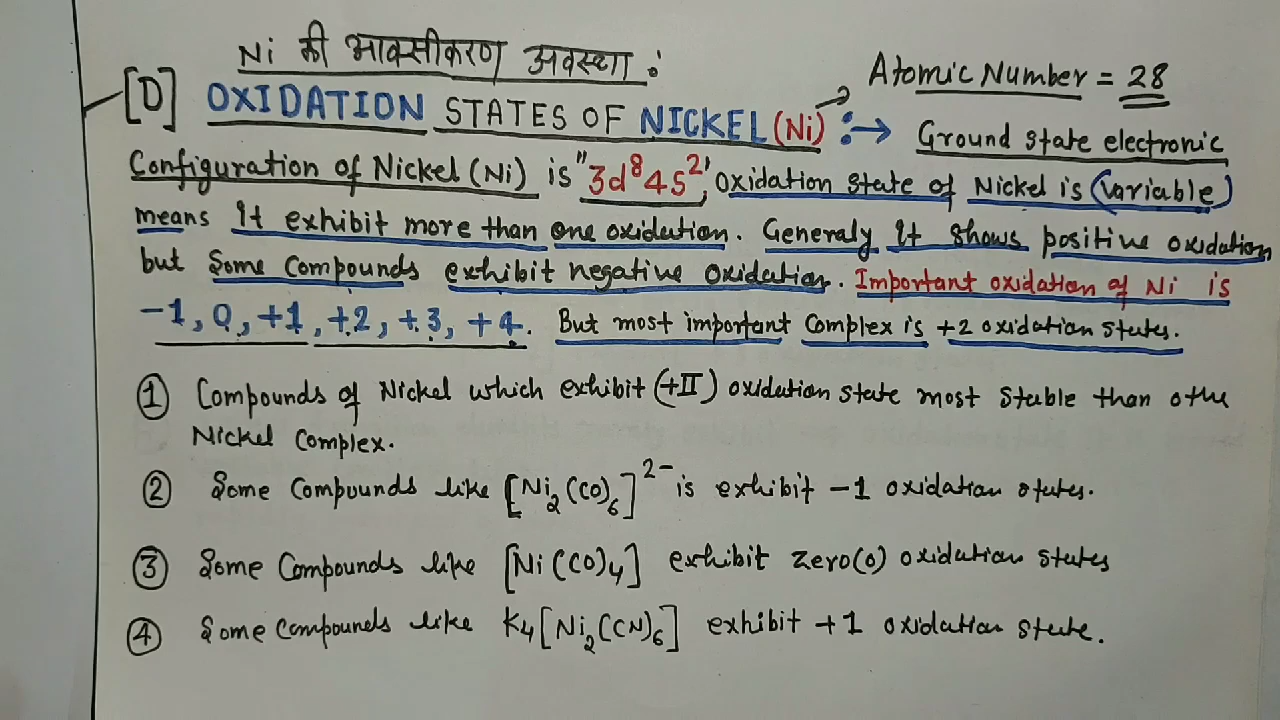 Ni की आक्सीकरण अवस्था :
Atomic Number = 28
[D] OXIDATION STATES OF NICKEL (Ni) :→ Ground state electronic
Configuration of Nickel (Ni) is "3d⁸4s²", Oxidation state of Nickel is (variable)
means It exhibit more than one oxidation. Generaly It shows positive oxidation
but Some Compounds exhibit negative oxidation. Important oxidation of Ni is
-1, 0, +1, +2, +3, +4. But most important Complex is +2 oxidation states.
① Compounds of Nickel which exhibit (+II) oxidation state most stable than othe
Nickel Complex.
② Some Compounds like [Ni₂(CO)₆]²⁻ is exhibit -1 oxidation states.
③ Some Compounds like [Ni(CO)₄] exhibit zero(0) oxidation states
④ Some Compounds like K₄[Ni₂(CN)₆] exhibit +1 oxidation state.